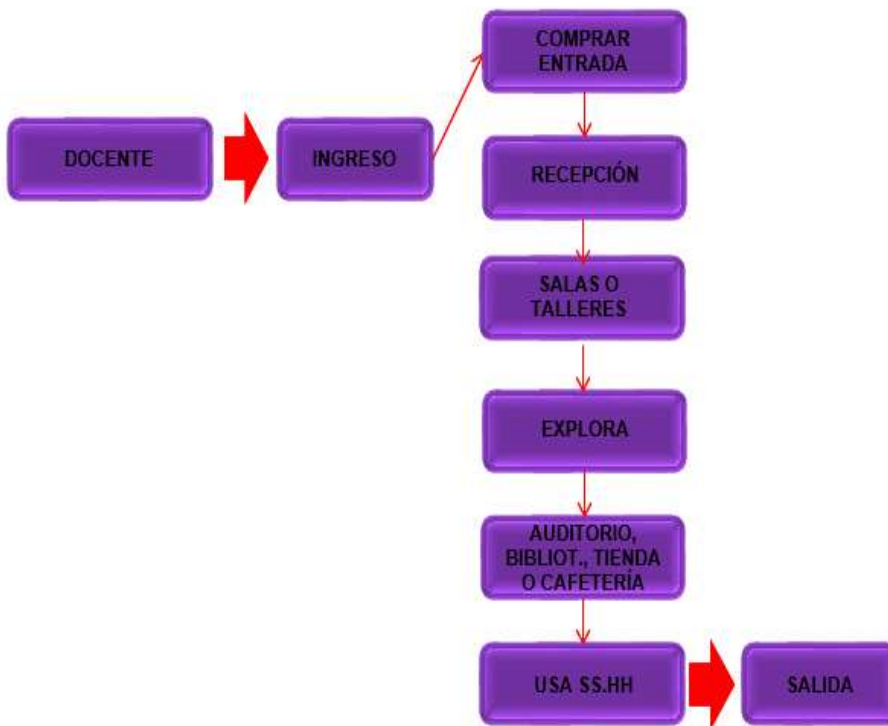 COMPRAR
ENTRADA
DOCENTE
INGRESO
RECEPCIÓN
SALAS O
TALLERES
EXPLORA
AUDITORIO,
BIBLIOT., TIENDA
O CAFETERÍA
USA SS.HH
SALIDA